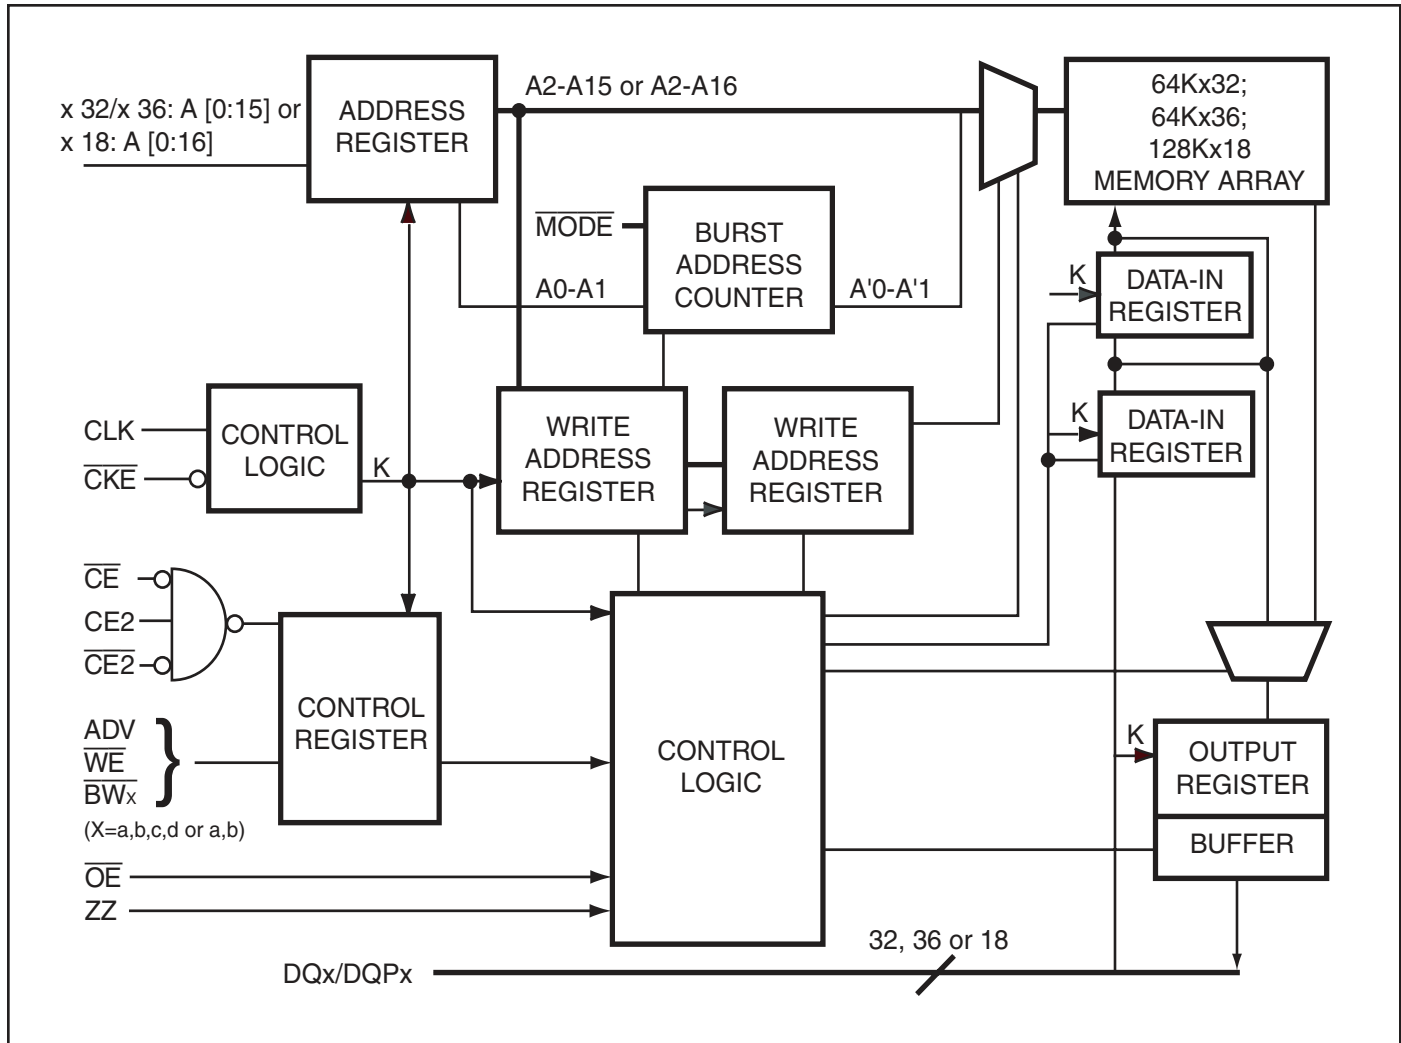 x 32/x 36: A [0:15] or
x 18: A [0:16]
ADDRESS
REGISTER
A2-A15 or A2-A16
64Kx32;
64Kx36;
128Kx18
MEMORY ARRAY
MODE
BURST
ADDRESS
COUNTER
A0-A1
A'0-A'1
K
DATA-IN
REGISTER
K
DATA-IN
REGISTER
CLK
CKE
CONTROL
LOGIC
K
WRITE
ADDRESS
REGISTER
WRITE
ADDRESS
REGISTER
CE
CE2
CE2
ADV
WE
BWx
(X=a,b,c,d or a,b)
CONTROL
REGISTER
CONTROL
LOGIC
K
OUTPUT
REGISTER
BUFFER
OE
ZZ
32, 36 or 18
DQx/DQPx